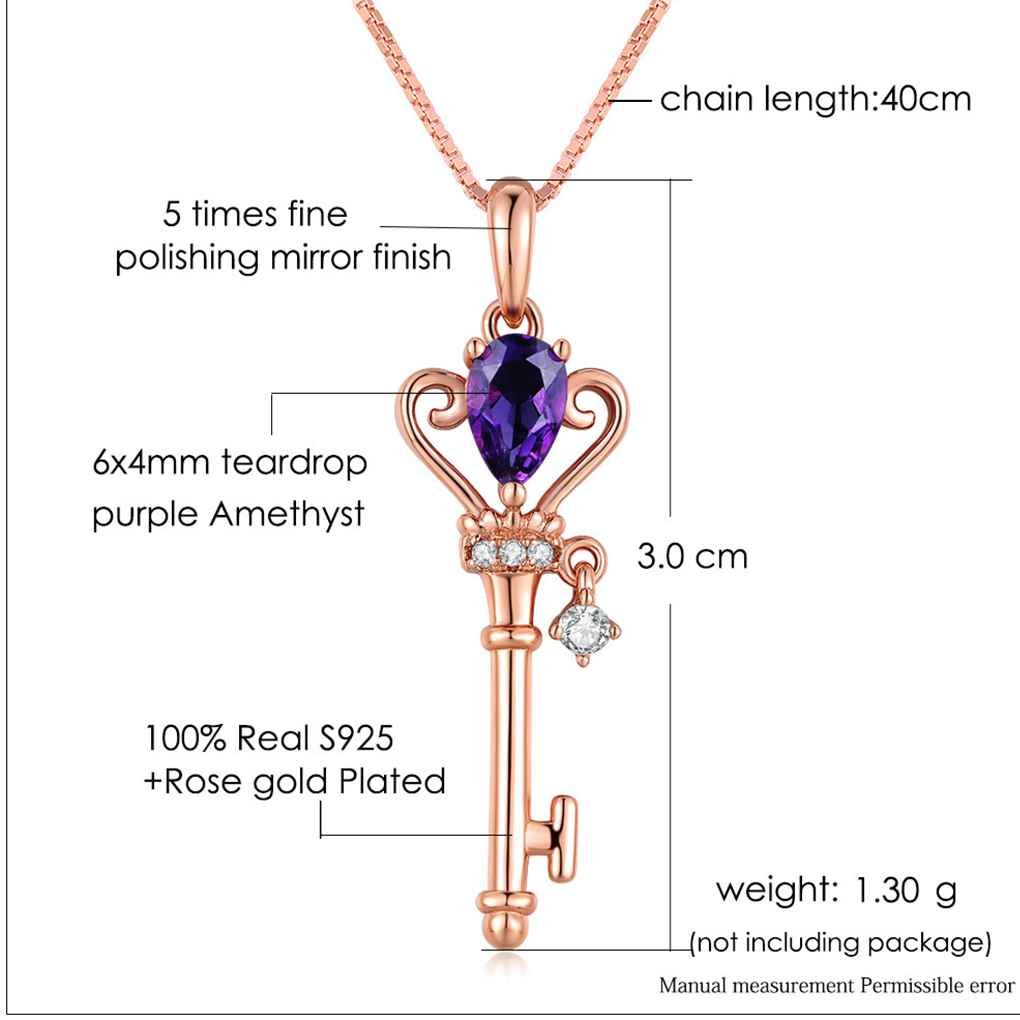 chain length:40cm
5 times fine
polishing mirror finish
6x4mm teardrop
purple Amethyst
3.0 cm
100% Real S925
+Rose gold Plated
weight: 1.30 g
(not including package)
Manual measurement Permissible error